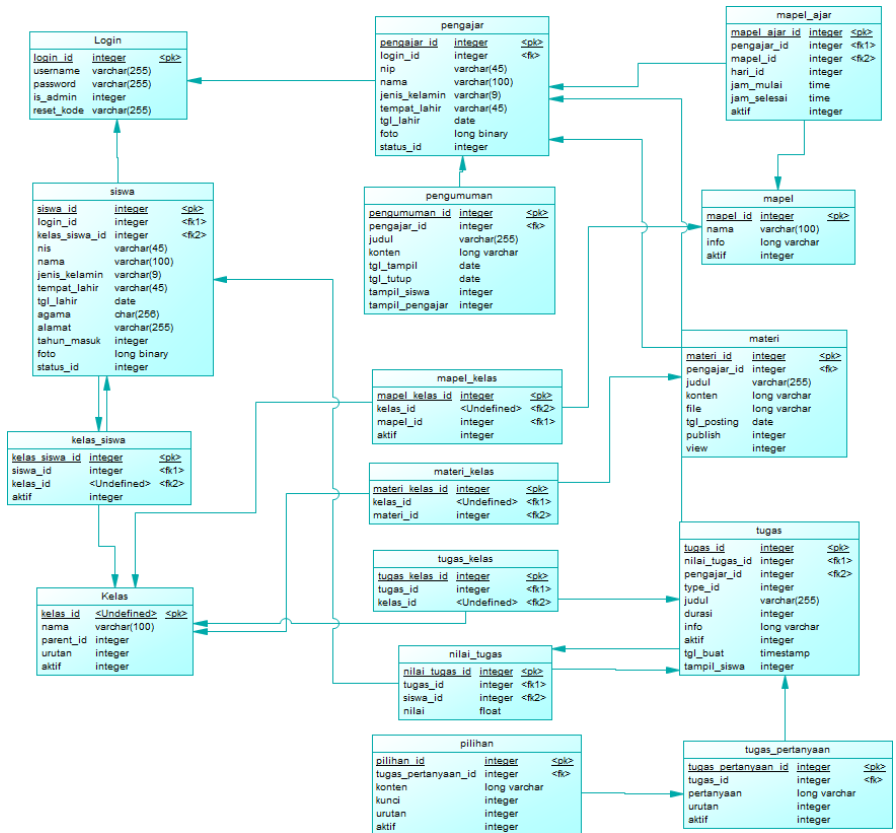 Login
login_id integer <pk>
username varchar(255)
password varchar(255)
is_admin integer
reset_kode varchar(255)
pengajar
pengajar_id integer <pk>
login_id integer <fk>
nip varchar(45)
nama varchar(100)
jenis_kelamin varchar(9)
tempat_lahir varchar(45)
tgl_lahir date
foto long binary
status_id integer
mapel_ajar
mapel_ajar_id integer <pk>
pengajar_id integer <fk1>
mapel_id integer <fk2>
hari_id integer
jam_mulai time
jam_selesai time
aktif integer
siswa
siswa_id integer <pk>
login_id integer <fk1>
kelas_siswa_id integer <fk2>
nis varchar(45)
nama varchar(100)
jenis_kelamin varchar(9)
tempat_lahir varchar(45)
tgl_lahir date
agama char(256)
alamat varchar(255)
tahun_masuk integer
foto long binary
status_id integer
pengumuman
pengumuman_id integer <pk>
pengajar_id integer <fk>
judul varchar(255)
konten long varchar
tgl_tampil date
tgl_tutup date
tampil_siswa integer
tampil_pengajar integer
mapel
mapel_id integer <pk>
nama varchar(100)
info long varchar
aktif integer
materi
materi_id integer <pk>
pengajar_id integer <fk>
judul varchar(255)
konten long varchar
file long varchar
tgl_posting date
publish integer
view integer
mapel_kelas
mapel_kelas_id integer <pk>
kelas_id <Undefined> <fk2>
mapel_id integer <fk1>
aktif integer
kelas_siswa
kelas_siswa_id integer <pk>
siswa_id integer <fk1>
kelas_id <Undefined> <fk2>
aktif integer
materi_kelas
materi_kelas_id integer <pk>
kelas_id <Undefined> <fk1>
materi_id integer <fk2>
tugas
tugas_id integer <pk>
nilai_tugas_id integer <fk1>
pengajar_id integer <fk2>
type_id integer
judul varchar(255)
durasi integer
info long varchar
aktif integer
tgl_buat timestamp
tampil_siswa integer
tugas_kelas
tugas_kelas_id integer <pk>
tugas_id integer <fk1>
kelas_id <Undefined> <fk2>
Kelas
kelas_id <Undefined> <pk>
nama varchar(100)
parent_id integer
urutan integer
aktif integer
nilai_tugas
nilai_tugas_id integer <pk>
tugas_id integer <fk1>
siswa_id integer <fk2>
nilai float
pilihan
pilihan_id integer <pk>
tugas_pertanyaan_id integer <fk>
konten long varchar
kunci integer
urutan integer
aktif integer
tugas_pertanyaan
tugas_pertanyaan_id integer <pk>
tugas_id integer <fk>
pertanyaan long varchar
urutan integer
aktif integer